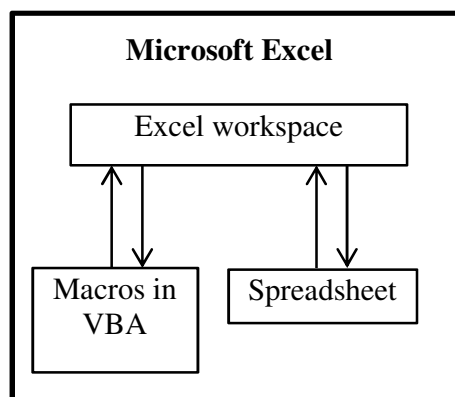 Microsoft Excel
Excel workspace
Macros in
VBA
Spreadsheet